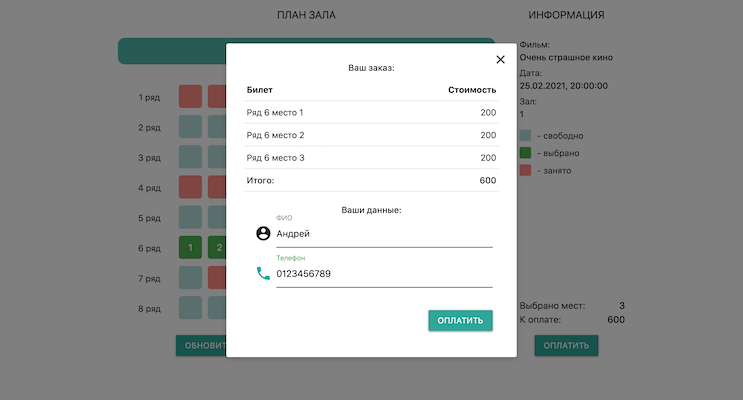 ПЛАН ЗАЛА
ИНФОРМАЦИЯ
Ваш заказ:
Билет Стоимость
Ряд 6 место 1 200
Ряд 6 место 2 200
Ряд 6 место 3 200
Итого: 600
Ваши данные:
ФИО
Андрей
Телефон
0123456789
ОПЛАТИТЬ
1 ряд
2 ряд
3 ряд
4 ряд
5 ряд
6 ряд 1 2
7 ряд
8 ряд
ОБНОВИТ
Фильм:
Очень страшное кино
Дата:
25.02.2021, 20:00:00
Зал:
1
- свободно
- выбрано
- занято
Выбрано мест: 3
К оплате: 600
ОПЛАТИТЬ